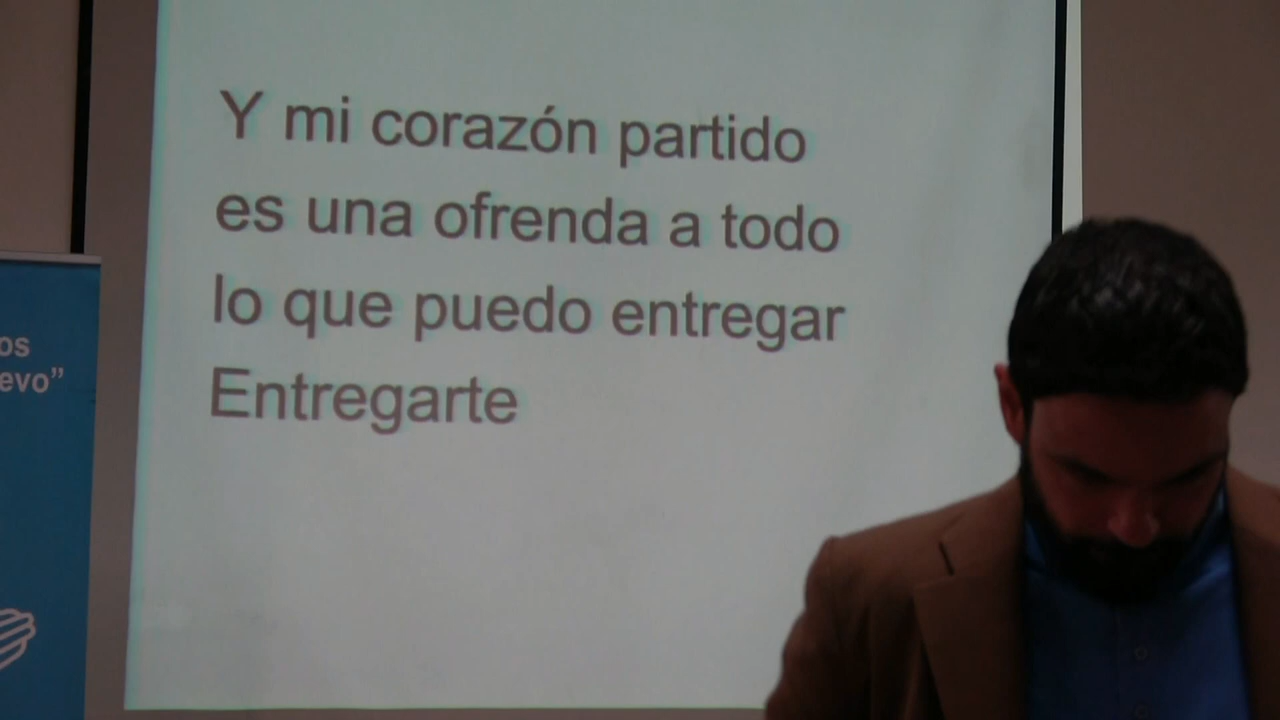 Y mi corazón partido
es una ofrenda a todo
lo que puedo entregar
Entregarte
os
evo”